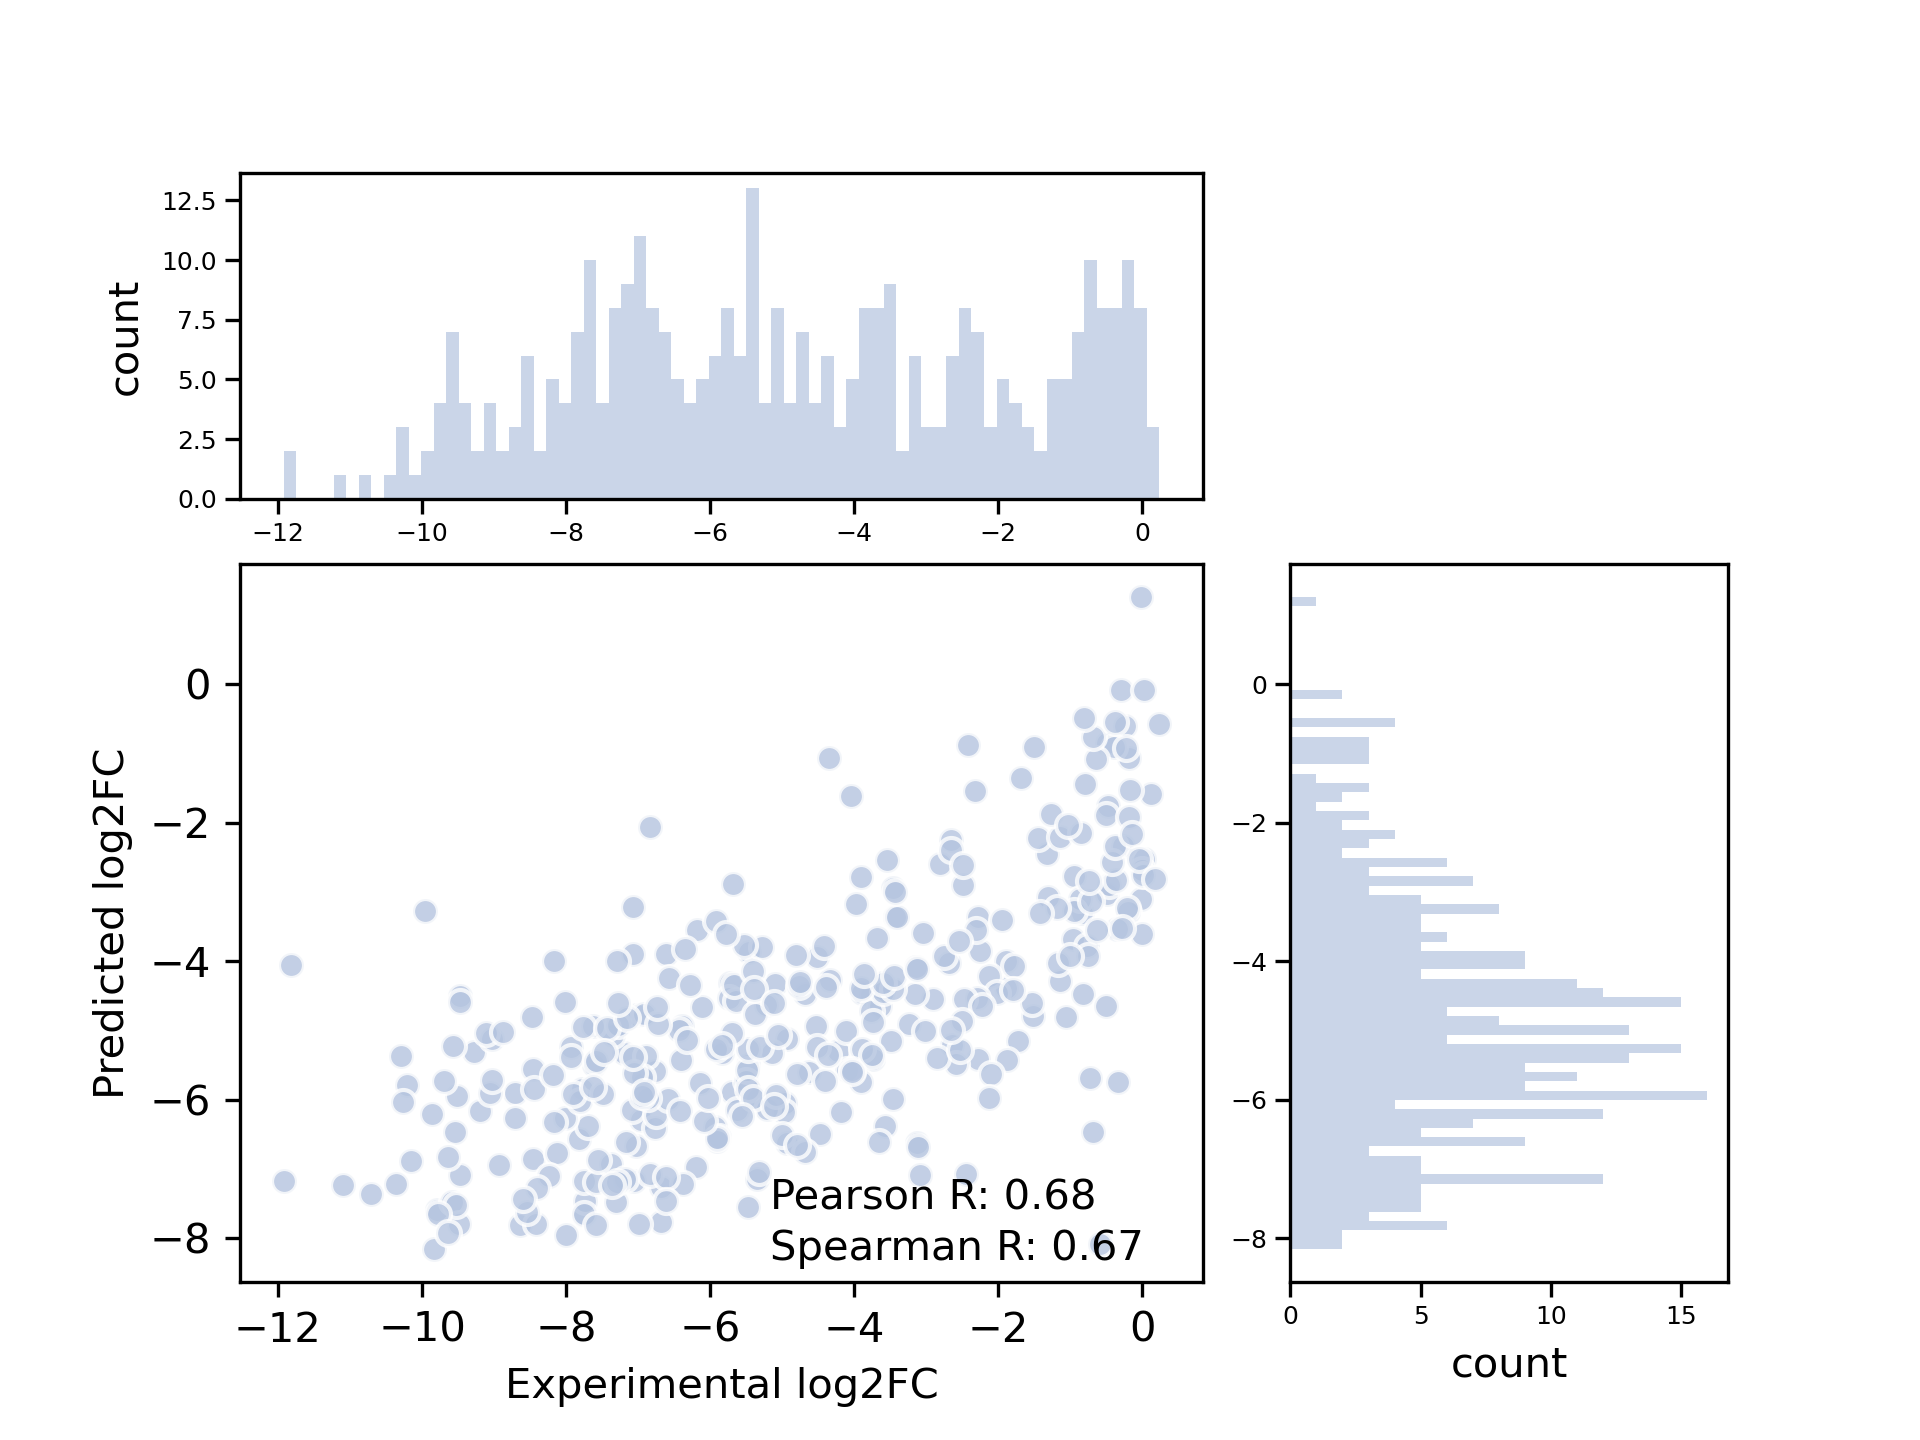 12.5
10.0
7.5
5.0
2.5
0.0
count
−12 −10 −8 −6 −4 −2 0
0
−2
−4
−6
−8
Predicted log2FC
Pearson R: 0.68
Spearman R: 0.67
−12 −10 −8 −6 −4 −2 0
Experimental log2FC
0
−2
−4
−6
−8
0 5 10 15
count